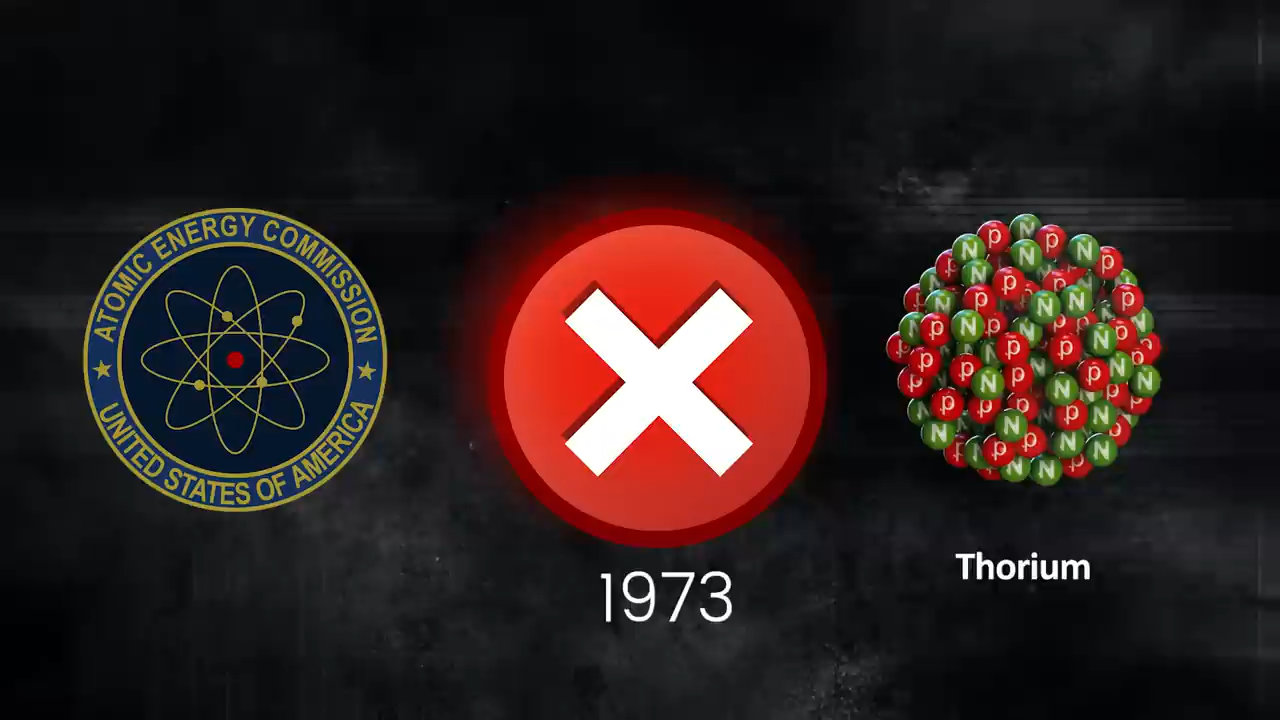 ATOMIC ENERGY COMMISSION
UNITED STATES OF AMERICA
1973
Thorium